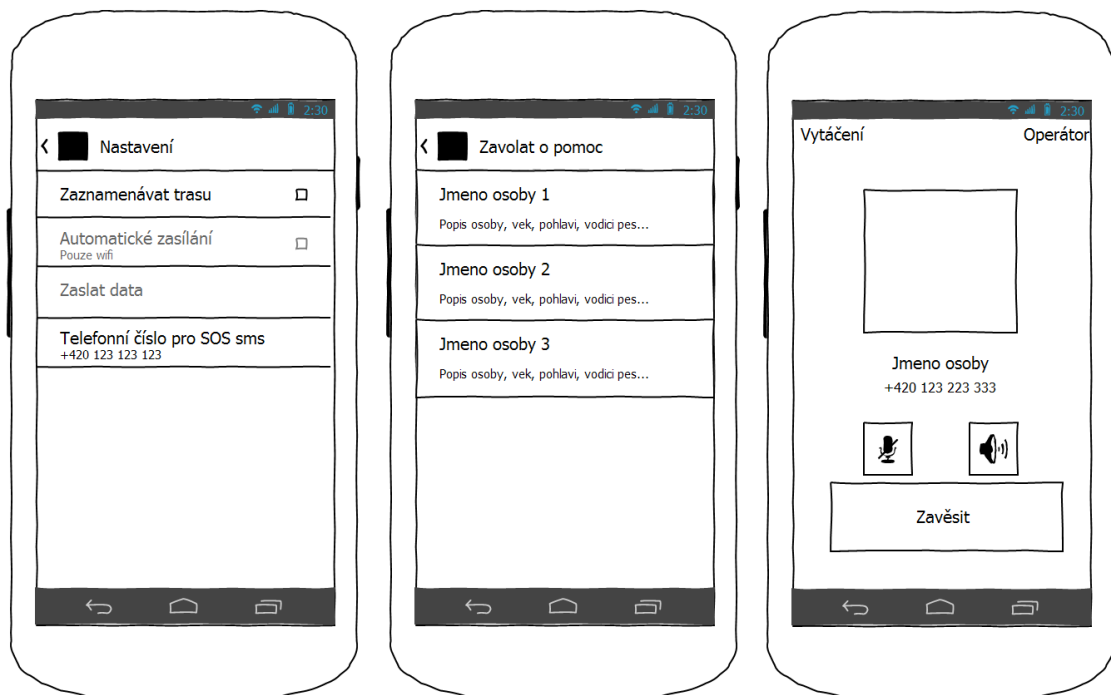 2:30
Nastavení
Zaznamenávat trasu
Automatické zasílání
Pouze wifi
Zaslat data
Telefonní číslo pro SOS sms
+420 123 123 123
2:30
Zavolat o pomoc
Jmeno osoby 1
Popis osoby, vek, pohlavi, vodici pes...
Jmeno osoby 2
Popis osoby, vek, pohlavi, vodici pes...
Jmeno osoby 3
Popis osoby, vek, pohlavi, vodici pes...
2:30
Vytáčení Operátor
Jmeno osoby
+420 123 223 333
Zavěsit